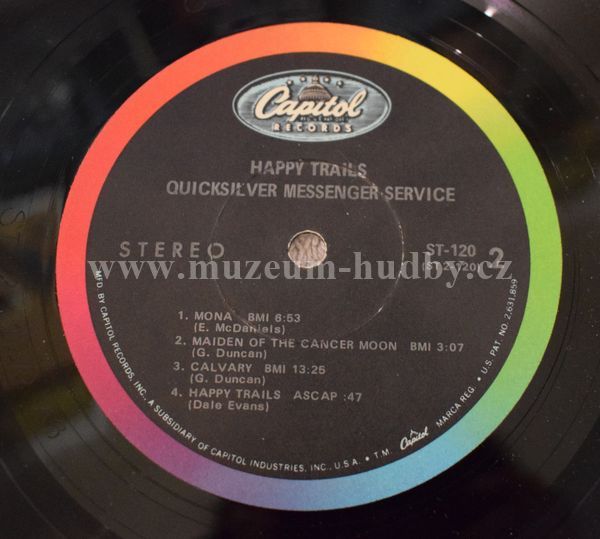 Capitol
RECORDS
HAPPY TRAILS
QUICKSILVER MESSENGER SERVICE
STEREO
ST-120
(ST 2-120)
2
www.muzeum-hudby.cz
1. MONA BMI 6:53
(E. McDaniels)
2. MAIDEN OF THE CANCER MOON BMI 3:07
(G. Duncan)
3. CALVARY BMI 13:25
(G. Duncan)
4. HAPPY TRAILS ASCAP :47
(Dale Evans)
MFD. BY CAPITOL RECORDS, INC., A SUBSIDIARY OF CAPITOL INDUSTRIES, INC., U.S.A. • T.M. Capitol MARCA REG. • U.S. PAT. NO. 2,631,859